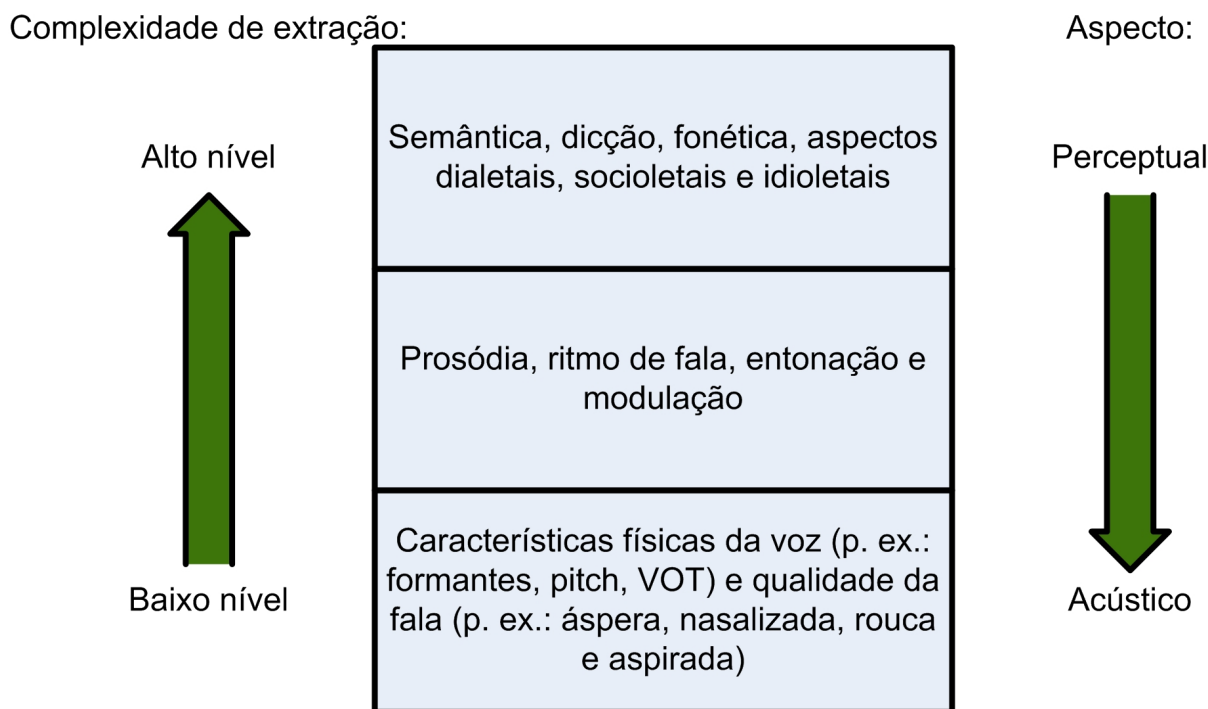 Complexidade de extração:
Aspecto:
Semântica, dicção, fonética, aspectos
dialetais, socioletais e idioletais
Alto nível
Perceptual
Prosódia, ritmo de fala, entonação e
modulação
Características físicas da voz (p. ex.:
formantes, pitch, VOT) e qualidade da
fala (p. ex.: áspera, nasalizada, rouca
e aspirada)
Baixo nível
Acústico